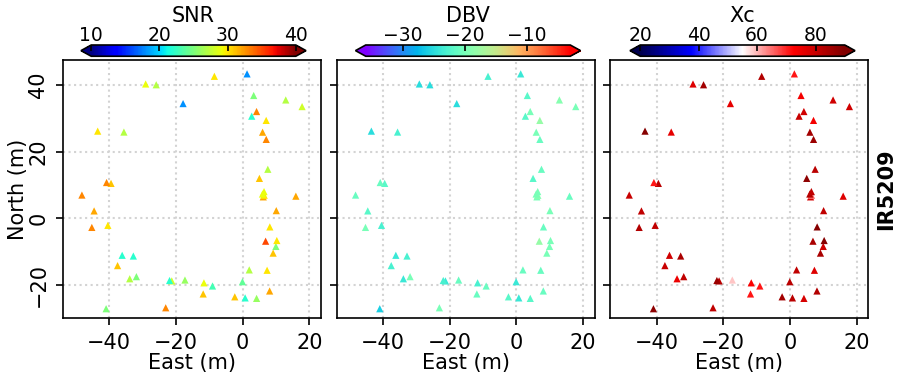 SNR DBV Xc
10 20 30 40 −30 −20 −10 20 40 60 80
North (m)
40
20
0
−20
−40 −20 0 20 −40 −20 0 20 −40 −20 0 20
East (m) East (m) East (m)
IR5209